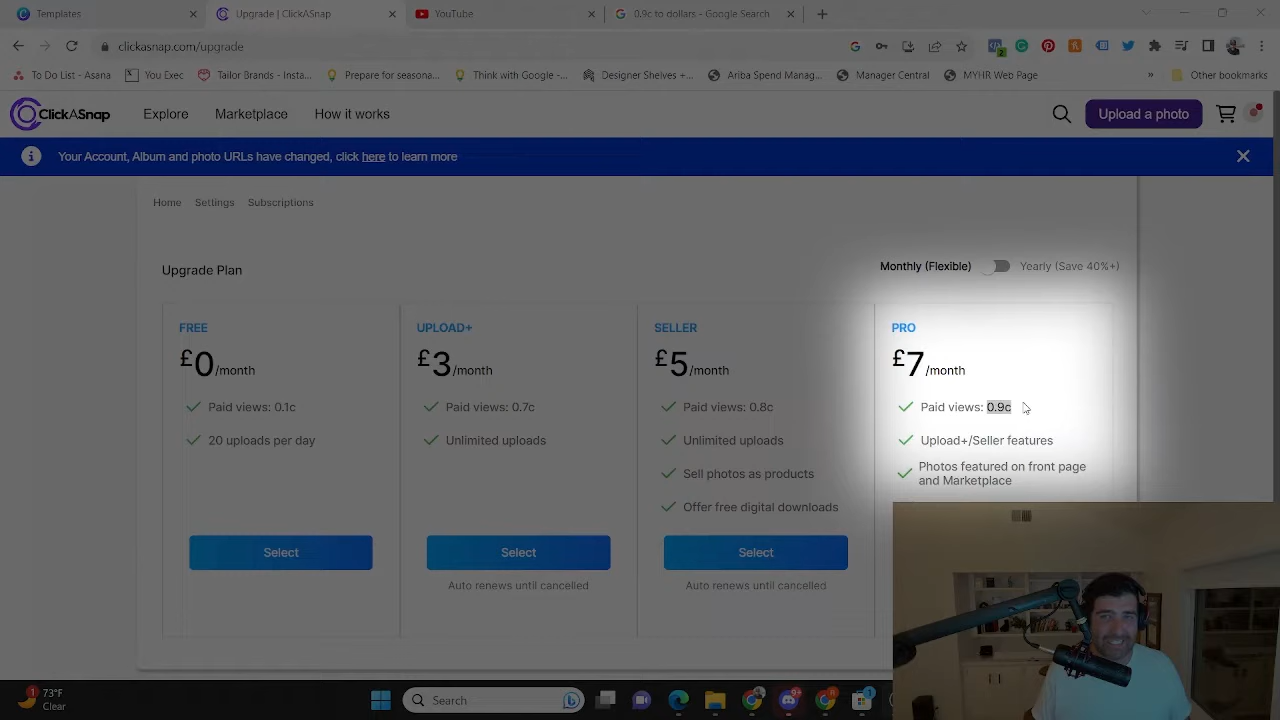 Templates
Upgrade | ClickASnap
YouTube
0.9c to dollars - Google Search
clickasnap.com/upgrade
2
To Do List - Asana
You Exec
Tailor Brands - Insta...
Prepare for seasona...
Think with Google -...
Designer Shelves +...
Ariba Spend Manag...
Manager Central
MYHR Web Page
»
Other bookmarks
ClickASnap
Explore
Marketplace
How it works
Upload a photo
Your Account, Album and photo URLs have changed, click here to learn more
Home
Settings
Subscriptions
Upgrade Plan
Monthly (Flexible)
Yearly (Save 40%+)
FREE
£0/month
Paid views: 0.1c
20 uploads per day
Select
UPLOAD+
£3/month
Paid views: 0.7c
Unlimited uploads
Select
Auto renews until cancelled
SELLER
£5/month
Paid views: 0.8c
Unlimited uploads
Sell photos as products
Offer free digital downloads
Select
Auto renews until cancelled
PRO
£7/month
Paid views: 0.9c
Upload+/Seller features
Photos featured on front page
and Marketplace
1
73°F
Clear
Search